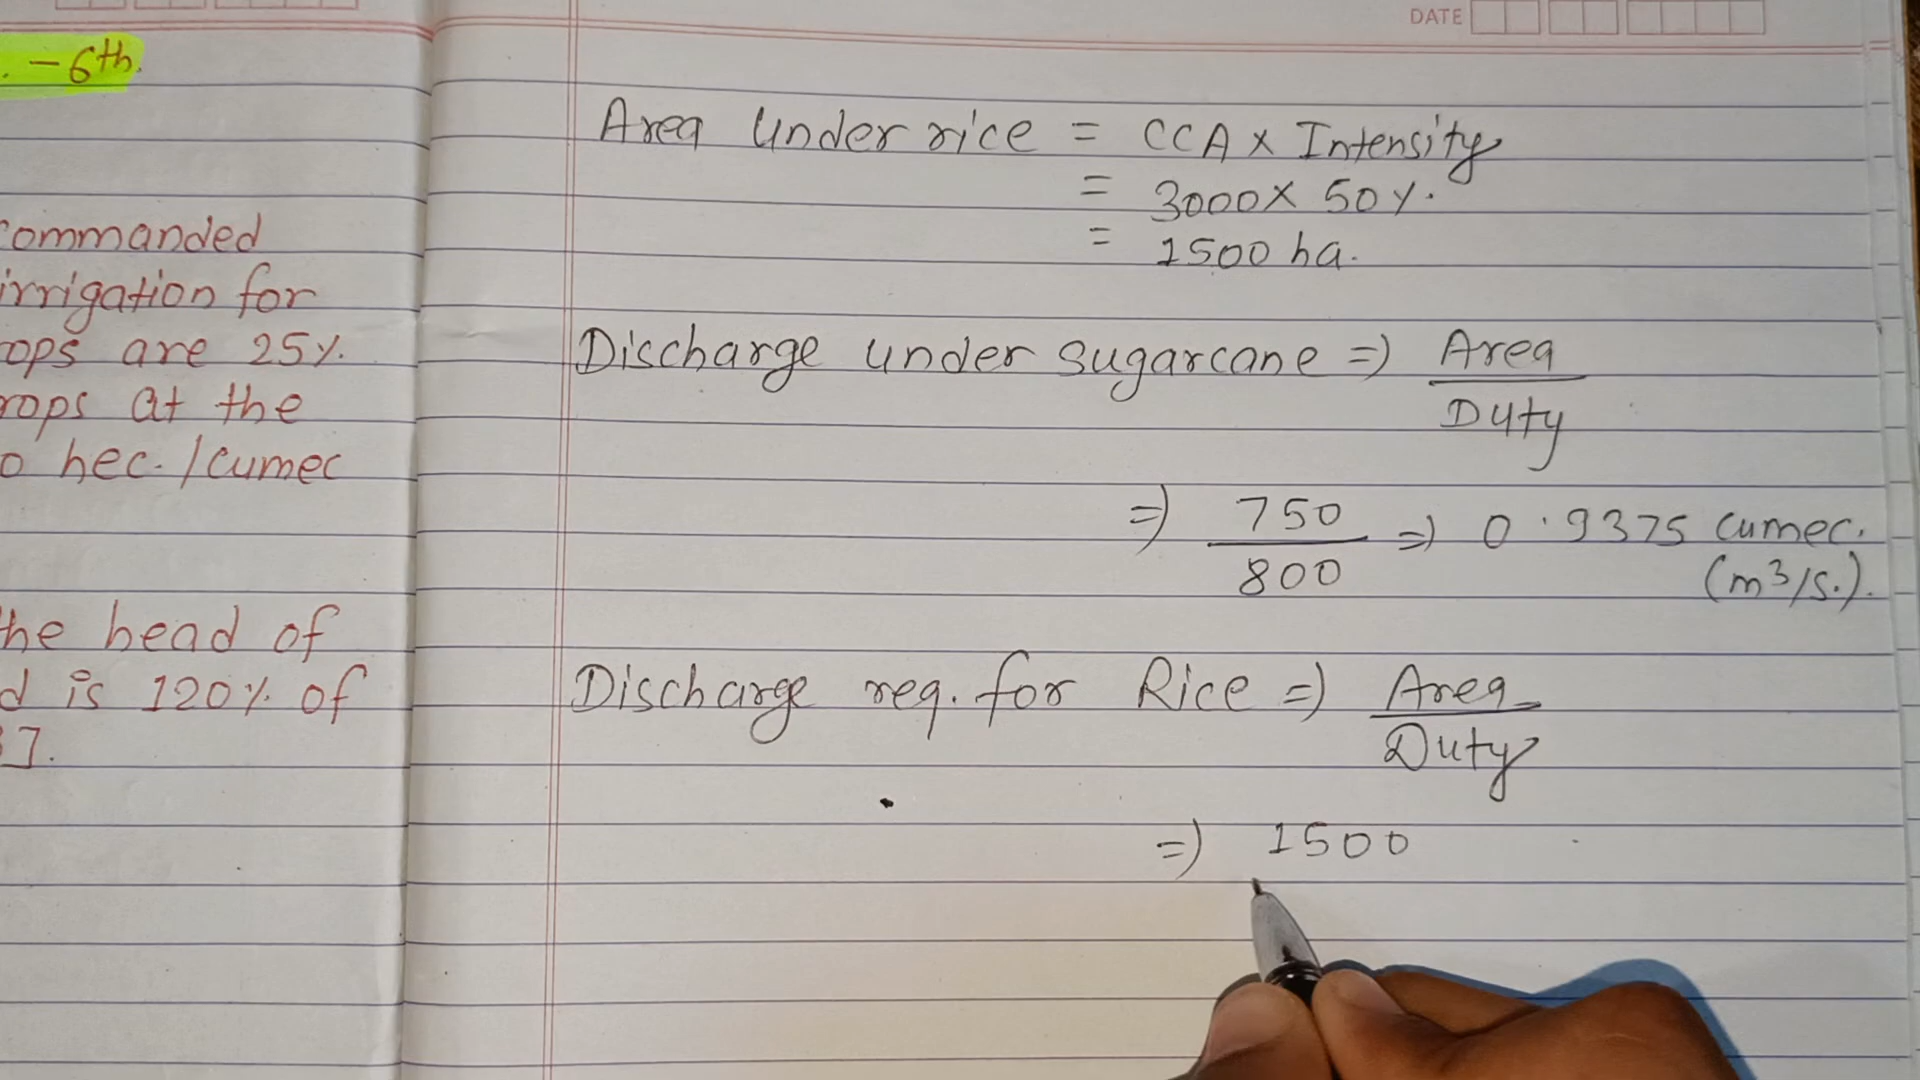 DATE
. - 6th.
commanded
irrigation for
ops are 25%.
rops at the
0 hec. / cumec
he head of
d is 120% of
].
Area Under rice = CCA x Intensity
= 3000 x 50%.
= 1500 ha.
Discharge under sugarcane => Area
Duty
=> 750 => 0.9375 cumec.
800 (m3/s.).
Discharge req. for Rice => Area
Duty
=> 1500